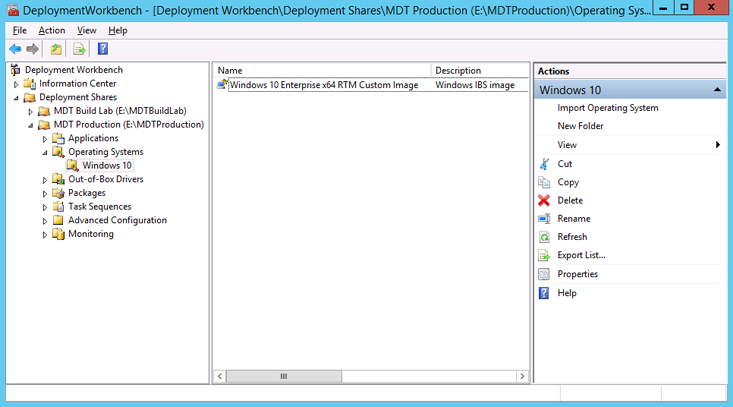 DeploymentWorkbench - [Deployment Workbench\Deployment Shares\MDT Production (E:\MDTProduction)\Operating Sys...
File Action View Help
Deployment Workbench
Information Center
Deployment Shares
MDT Build Lab (E:\MDTBuildLab)
MDT Production (E:\MDTProduction)
Applications
Operating Systems
Windows 10
Out-of-Box Drivers
Packages
Task Sequences
Advanced Configuration
Monitoring
Name Description
Windows 10 Enterprise x64 RTM Custom Image Windows IBS image
Actions
Windows 10
Import Operating System
New Folder
View
Cut
Copy
Delete
Rename
Refresh
Export List...
Properties
Help